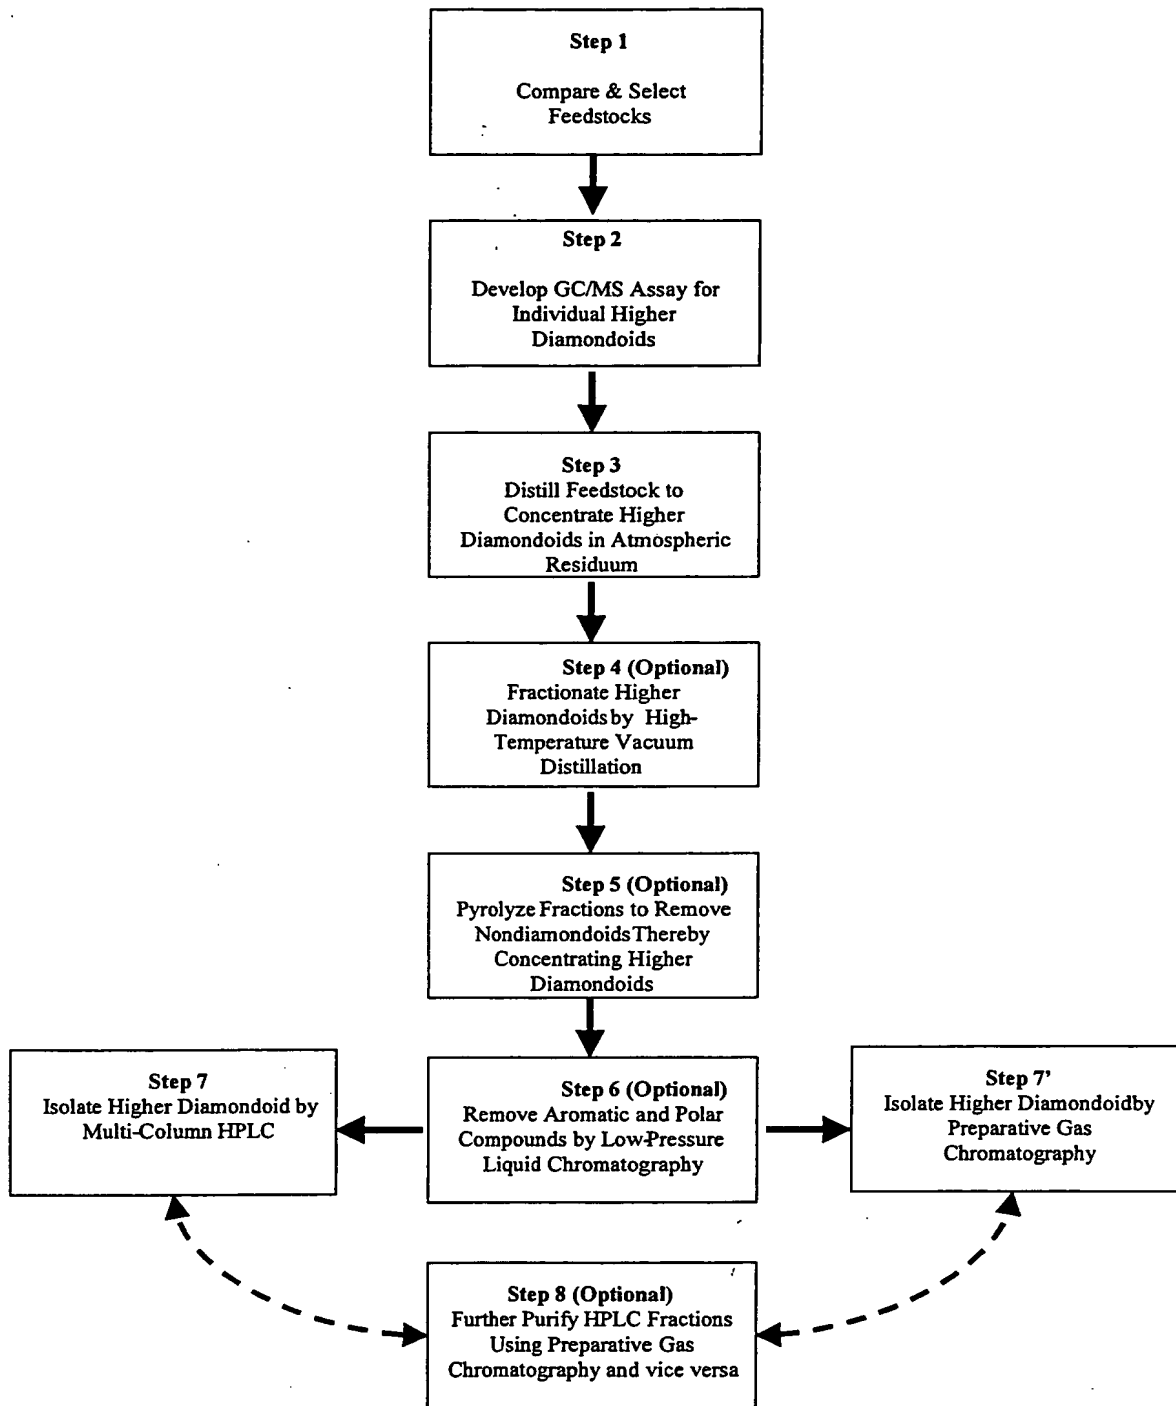 Step 1
Compare & Select
Feedstocks
Step 2
Develop GC/MS Assay for
Individual Higher
Diamondoids
Step 3
Distill Feedstock to
Concentrate Higher
Diamondoids in Atmospheric
Residuum
Step 4 (Optional)
Fractionate Higher
Diamondoids by High-
Temperature Vacuum
Distillation
Step 5 (Optional)
Pyrolyze Fractions to Remove
Nondiamondoids Thereby
Concentrating Higher
Diamondoids
Step 7
Isolate Higher Diamondoid by
Multi-Column HPLC
Step 6 (Optional)
Remove Aromatic and Polar
Compounds by Low-Pressure
Liquid Chromatography
Step 7'
Isolate Higher Diamondoidby
Preparative Gas
Chromatography
Step 8 (Optional)
Further Purify HPLC Fractions
Using Preparative Gas
Chromatography and vice versa